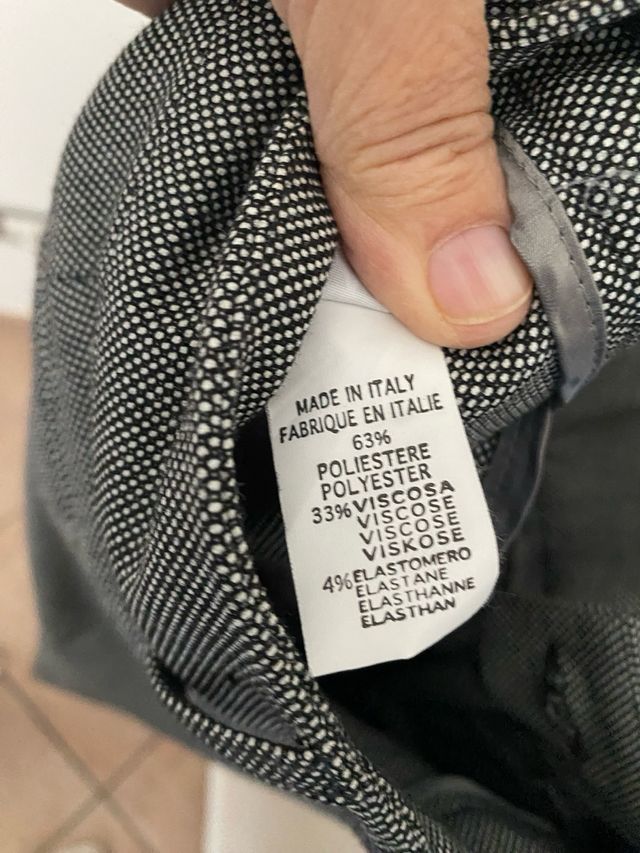 MADE IN ITALY
FABRIQUE EN ITALIE
63%
POLIESTERE
POLYESTER
33% VISCOSA
VISCOSE
VISCOSE
VISKOSE
4% ELASTOMERO
ELASTANE
ELASTHANNE
ELASTHAN